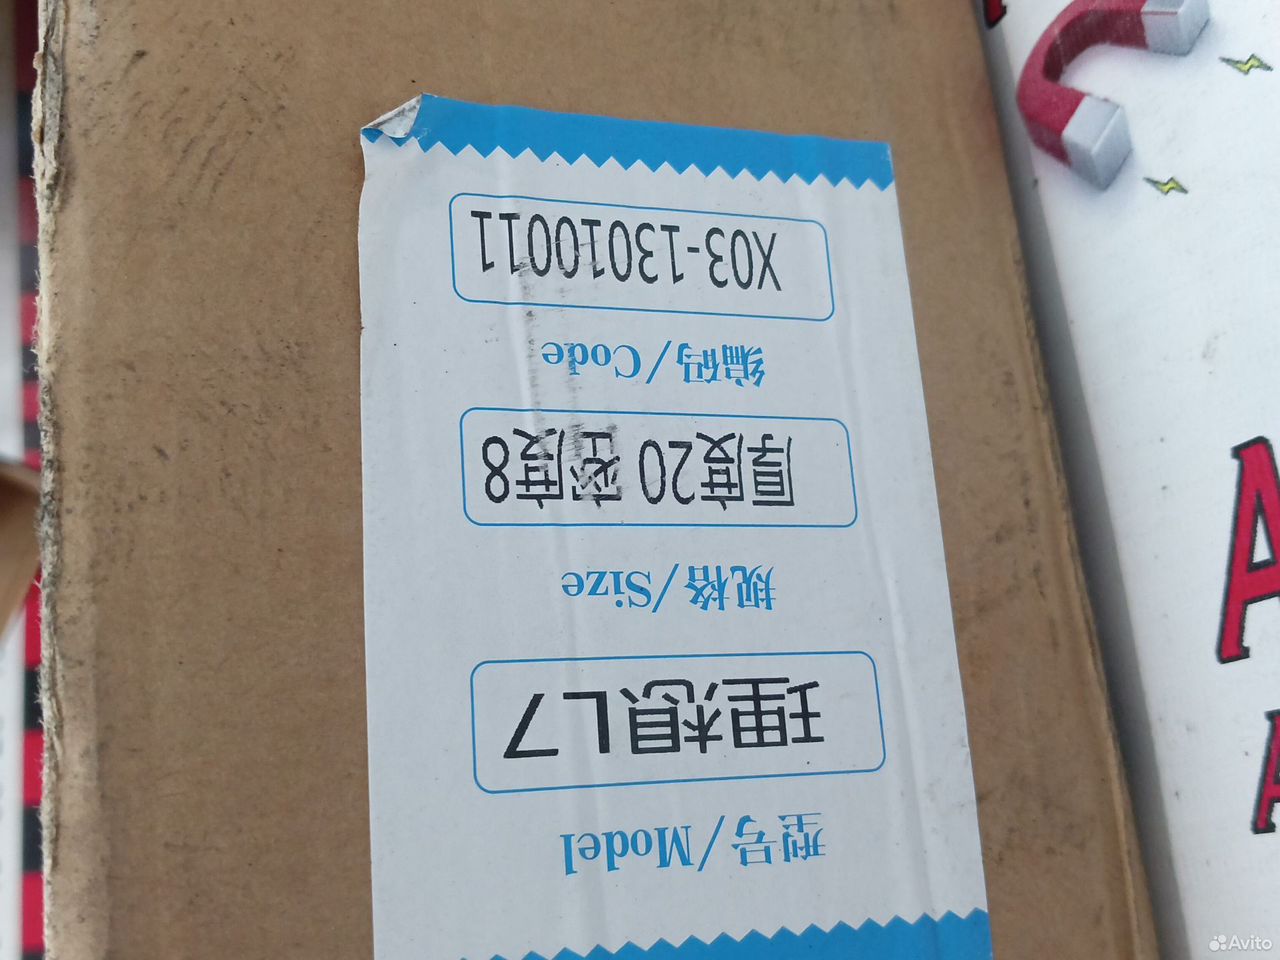 型号/Model
理想L7
规格/Size
厚度20 密度8
编码/Code
X03-13010011
A
A
Avito